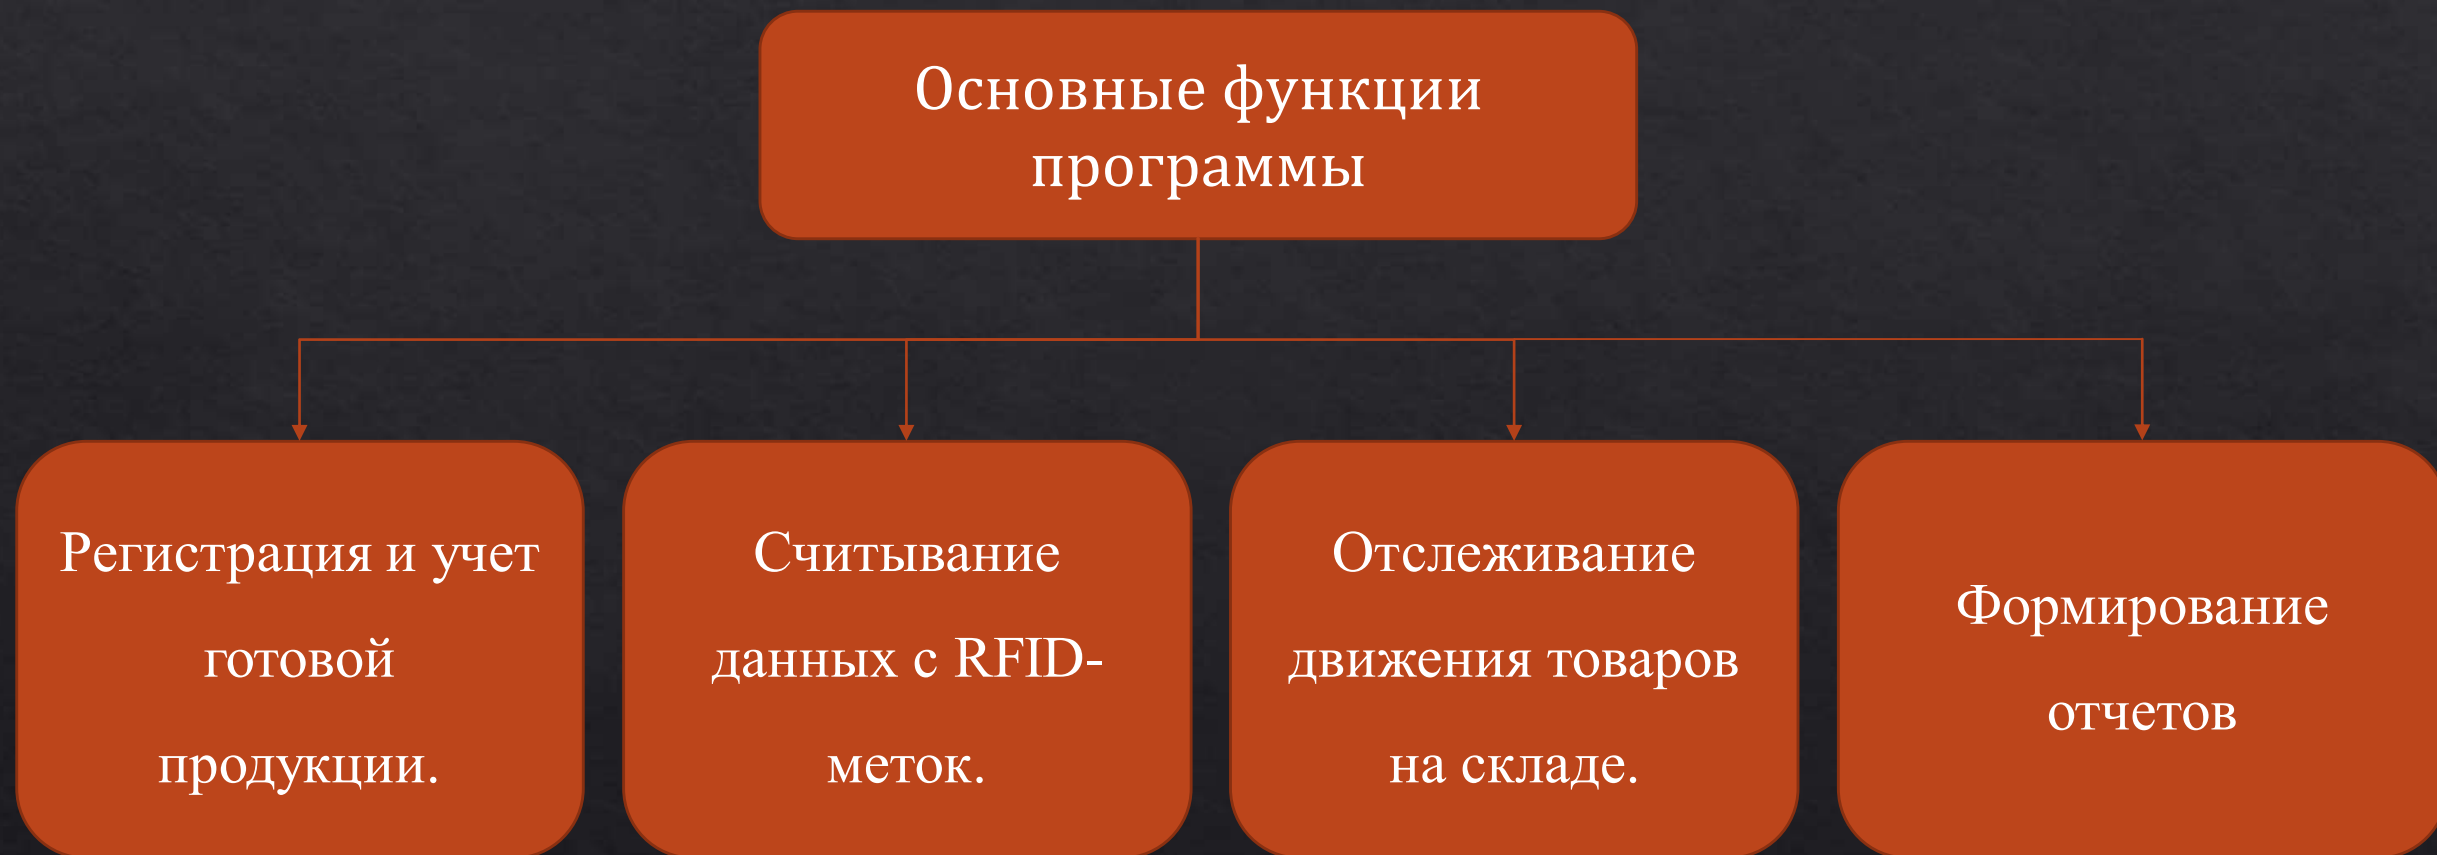 Основные функции
программы
Регистрация и учет
готовой
продукции.
Считывание
данных с RFID-
меток.
Отслеживание
движения товаров
на складе.
Формирование
отчетов